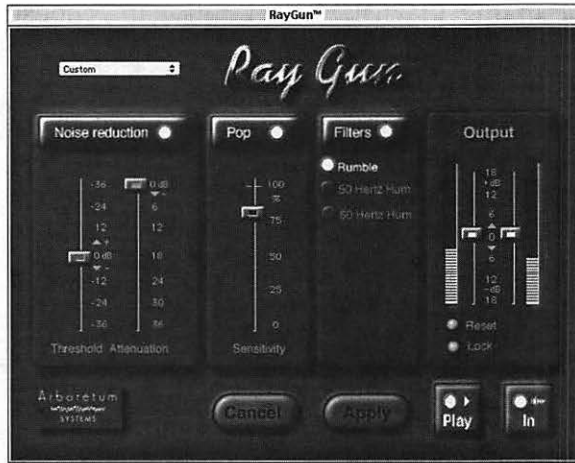 RayGun™
Custom
Ray Gun
Noise reduction
Pop
Filters
Output
Rumble
50 Hertz Hum
60 Hertz Hum
-36
-24
12
+
0 dB
-
-12
-24
-36
0 dB
-
6
12
18
24
30
36
100
%
75
50
25
0
18
+dB
12
6
0
6
12
-dB
18
Threshold Attenuation
Sensitivity
Reset
Lock
Arboretum
SYSTEMS
Cancel
Apply
Play
In